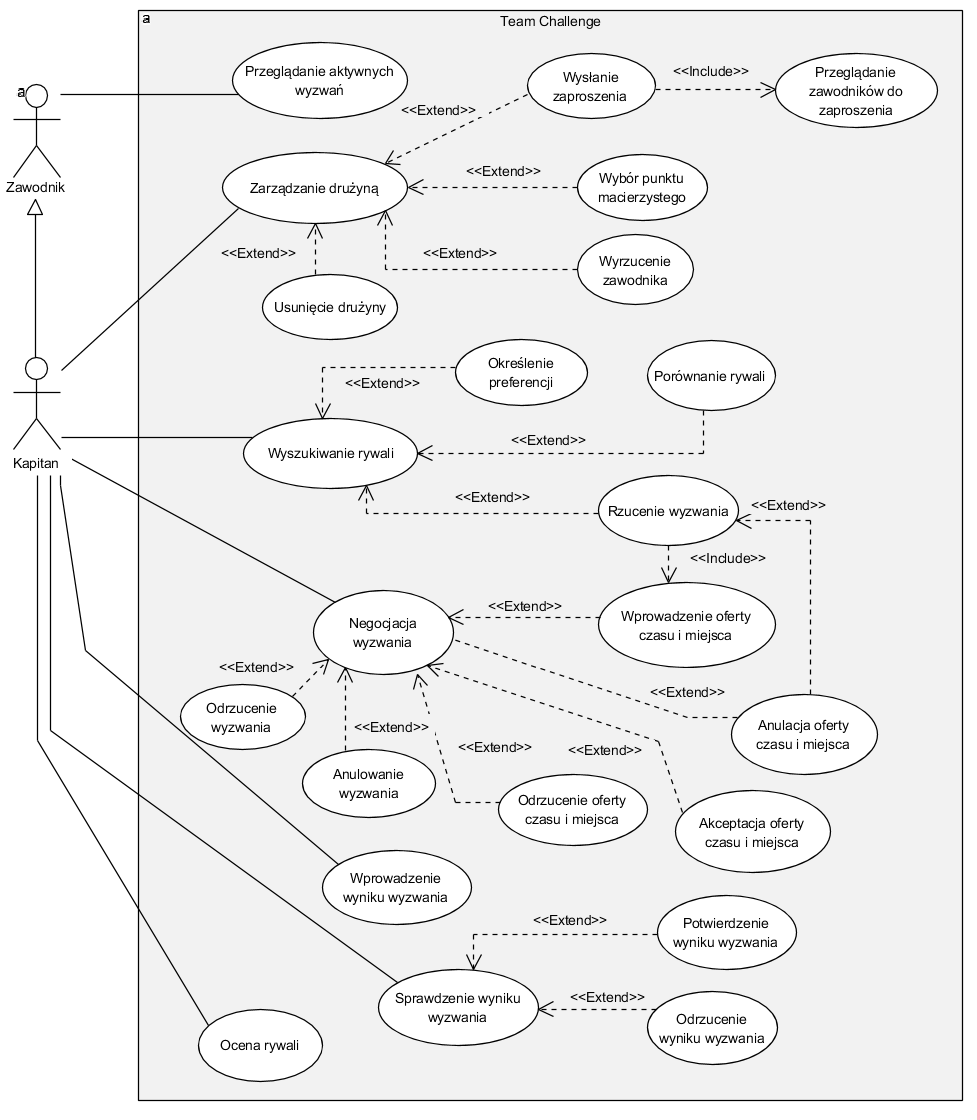 a
Team Challenge
Przeglądanie aktywnych
wyzwań
Wysłanie
zaproszenia
<<Include>>
Przeglądanie
zawodników do
zaproszenia
a
<<Extend>>
Zawodnik
Zarządzanie drużyną
<<Extend>>
Wybór punktu
macierzystego
<<Extend>>
<<Extend>>
Wyrzucenie
zawodnika
Usunięcie drużyny
Określenie
preferencji
<<Extend>>
Porównanie rywali
Kapitan
Wyszukiwanie rywali
<<Extend>>
<<Extend>>
Rzucenie wyzwania
<<Extend>>
<<Include>>
Negocjacja
wyzwania
<<Extend>>
Wprowadzenie oferty
czasu i miejsca
<<Extend>>
Odrzucenie
wyzwania
<<Extend>>
Anulacja oferty
czasu i miejsca
<<Extend>>
<<Extend>>
<<Extend>>
Anulowanie
wyzwania
Odrzucenie oferty
czasu i miejsca
Akceptacja oferty
czasu i miejsca
Wprowadzenie
wyniku wyzwania
<<Extend>>
Potwierdzenie
wyniku wyzwania
Sprawdzenie wyniku
wyzwania
<<Extend>>
Odrzucenie
wyniku wyzwania
Ocena rywali